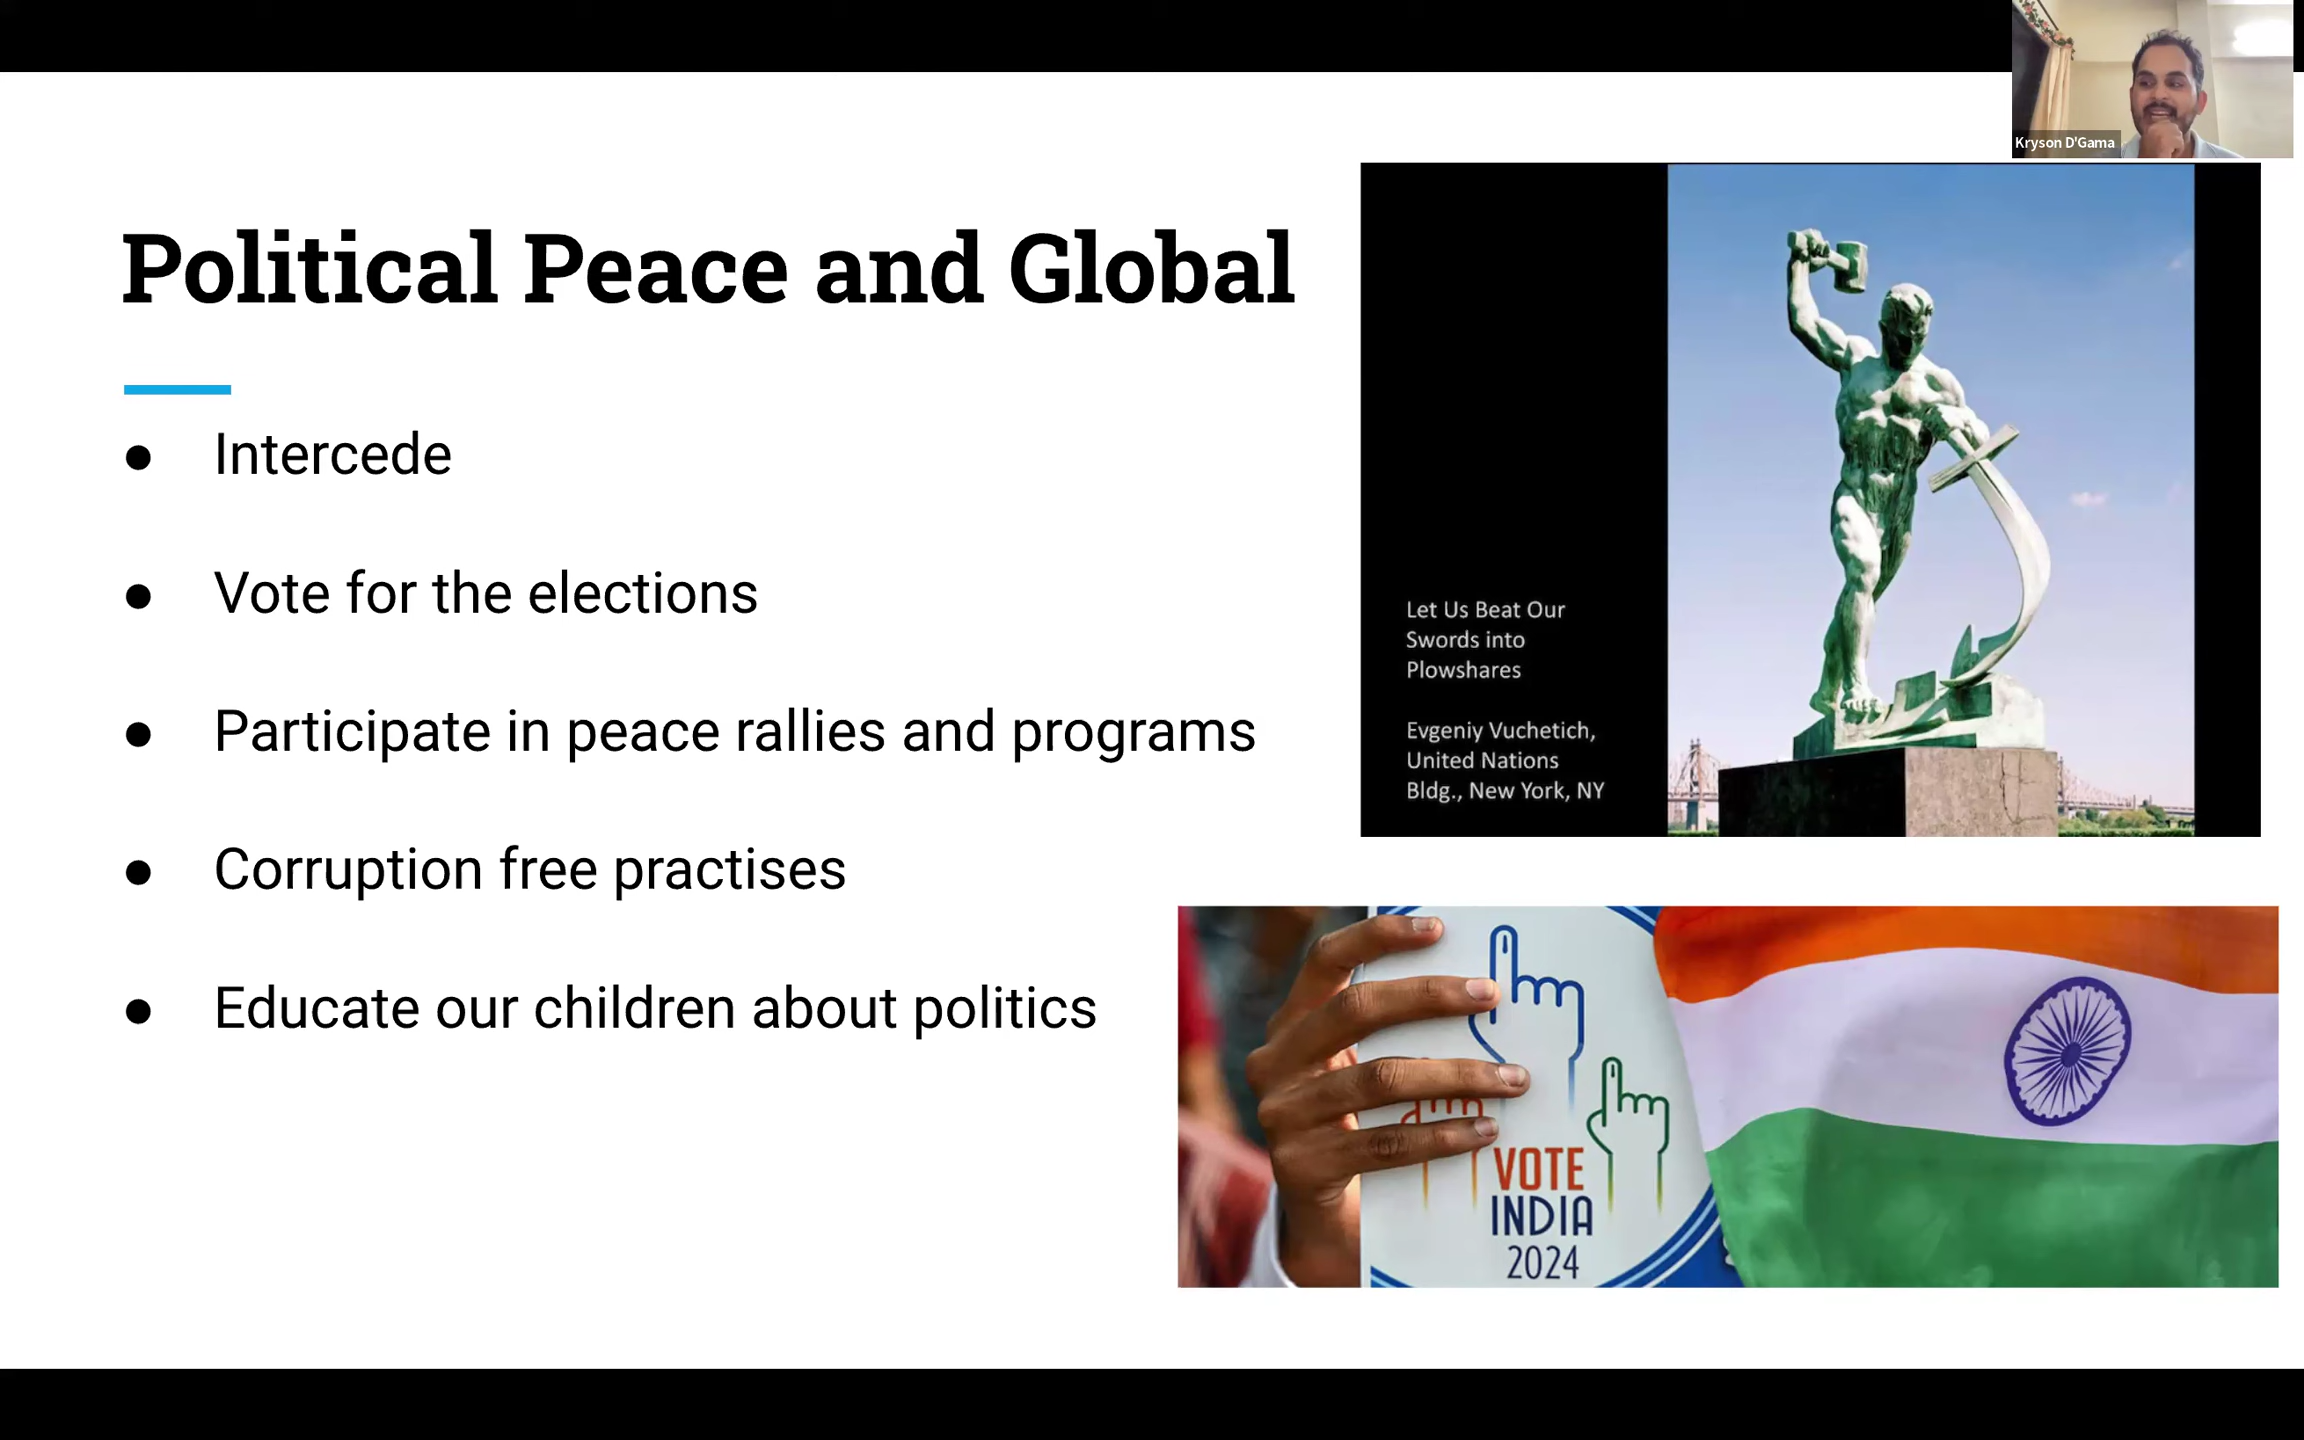 Kryson D'Gama
Political Peace and Global
● Intercede
● Vote for the elections
● Participate in peace rallies and programs
● Corruption free practises
● Educate our children about politics
Let Us Beat Our
Swords into
Plowshares
Evgeniy Vuchetich,
United Nations
Bldg., New York, NY
VOTE
INDIA
2024